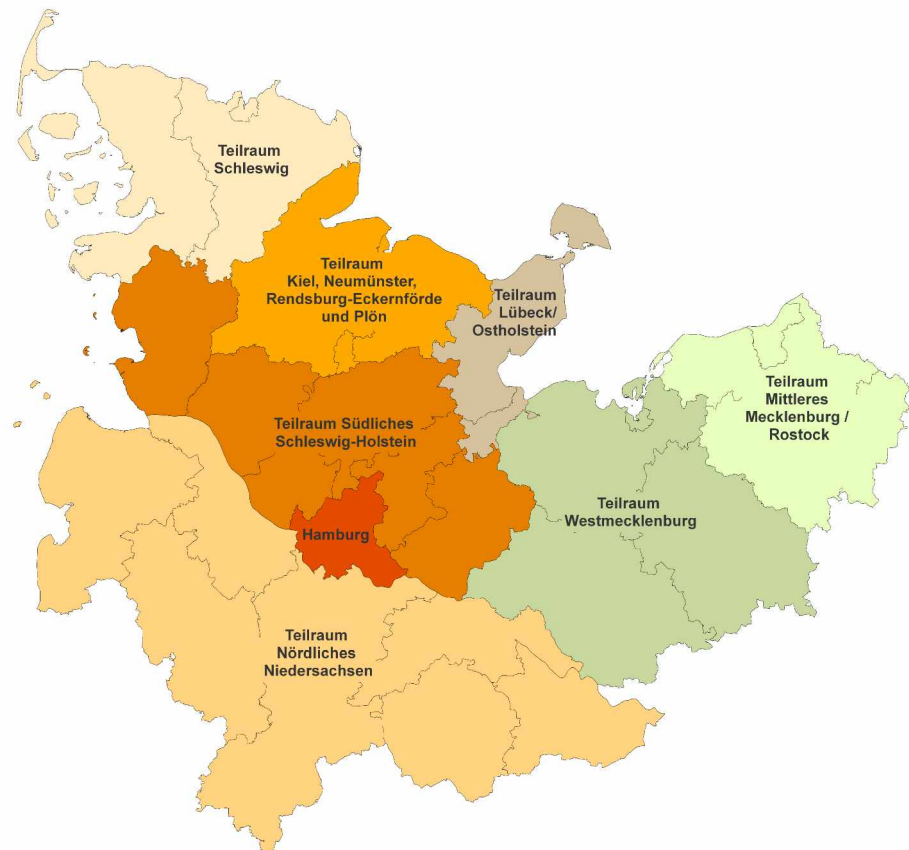 Teilraum
Schleswig
Teilraum
Kiel, Neumünster,
Rendsburg-Eckernförde
und Plön
Teilraum
Lübeck/
Ostholstein
Teilraum
Mittleres
Mecklenburg /
Rostock
Teilraum Südliches
Schleswig-Holstein
Teilraum
Westmecklenburg
Hamburg
Teilraum
Nördliches
Niedersachsen